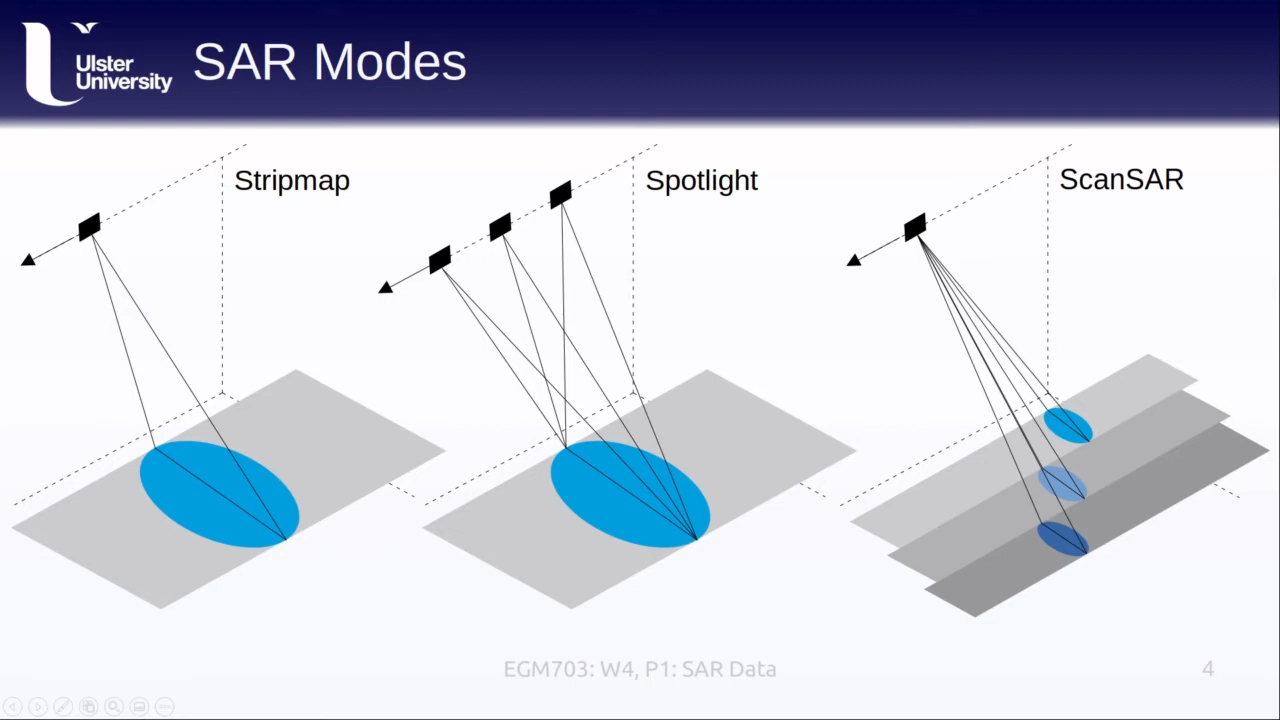 Ulster
University
SAR Modes
Stripmap
Spotlight
ScanSAR
EGM703: W4, P1: SAR Data
4